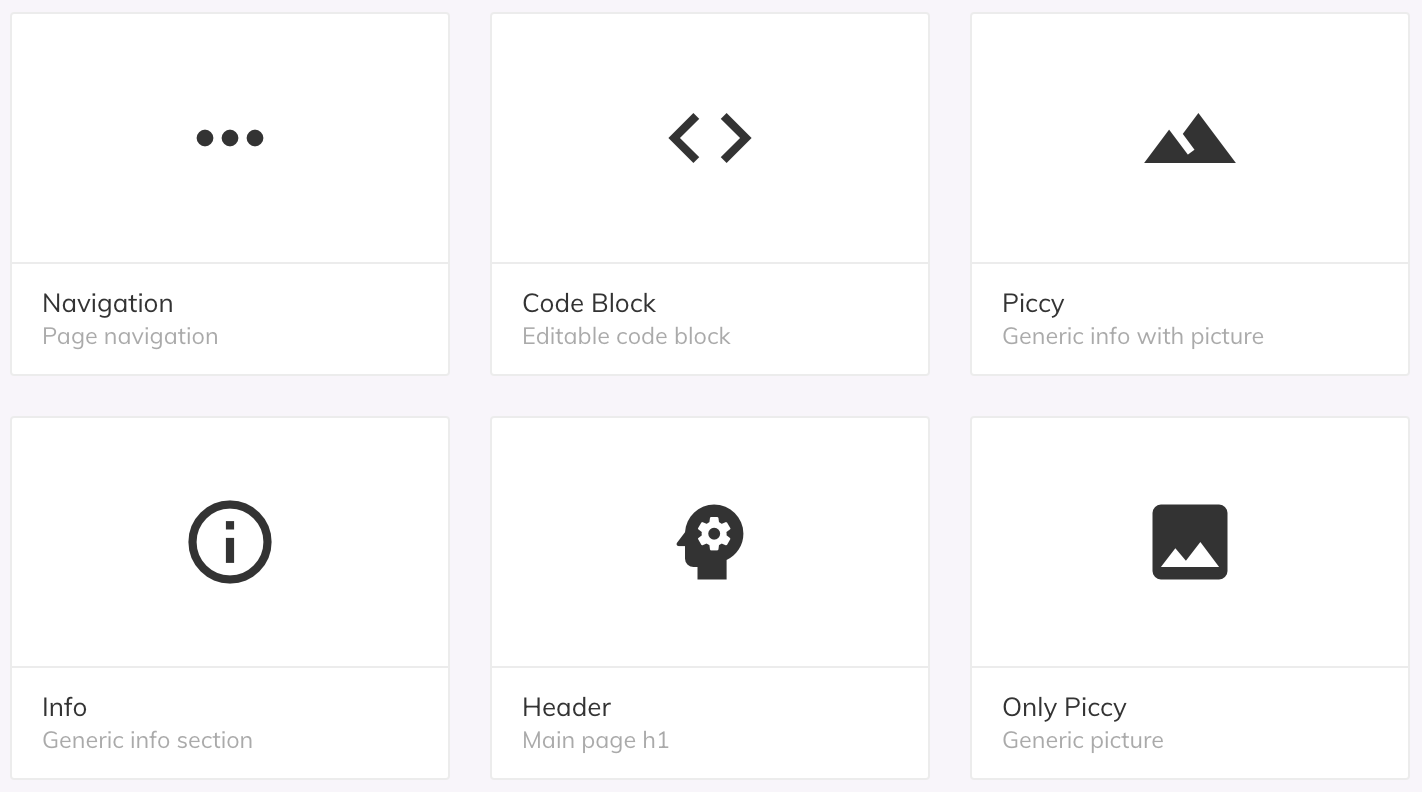 Navigation
Page navigation
Code Block
Editable code block
Piccy
Generic info with picture
Info
Generic info section
Header
Main page h1
Only Piccy
Generic picture